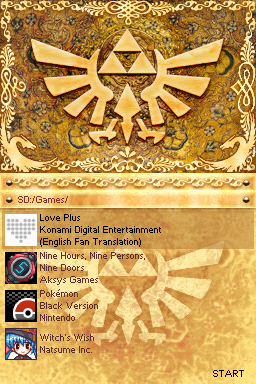 SD:/Games/
Love Plus
Konami Digital Entertainment
(English Fan Translation)
Nine Hours, Nine Persons,
Nine Doors
Aksys Games
Pokémon
Black Version
Nintendo
Witch's Wish
Natsume Inc.
START